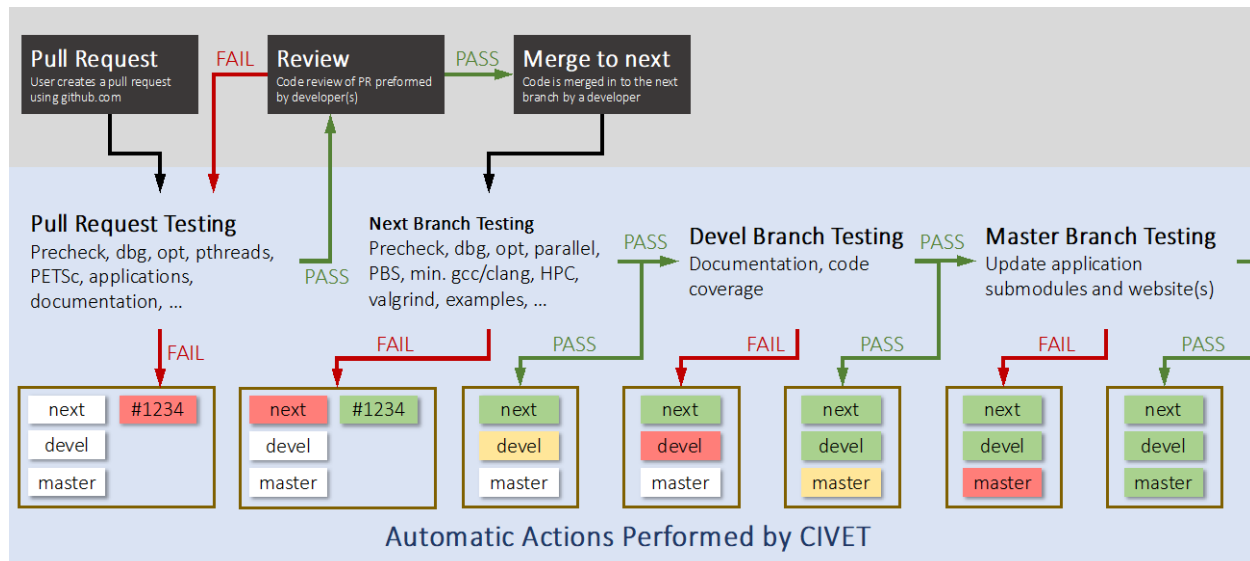 Pull Request
User creates a pull request
using github.com
FAIL
Review
Code review of PR preformed
by developer(s)
PASS
Merge to next
Code is merged in to the next
branch by a developer
Pull Request Testing
Precheck, dbg, opt, pthreads,
PETSc, applications,
documentation, ...
PASS
Next Branch Testing
Precheck, dbg, opt, parallel,
PBS, min. gcc/clang, HPC,
valgrind, examples, ...
PASS
Devel Branch Testing
Documentation, code
coverage
PASS
Master Branch Testing
Update application
submodules and website(s)
FAIL
FAIL
PASS
FAIL
PASS
FAIL
PASS
next #1234
devel
master
next #1234
devel
master
next
devel
master
next
devel
master
next
devel
master
next
devel
master
next
devel
master
Automatic Actions Performed by CIVET